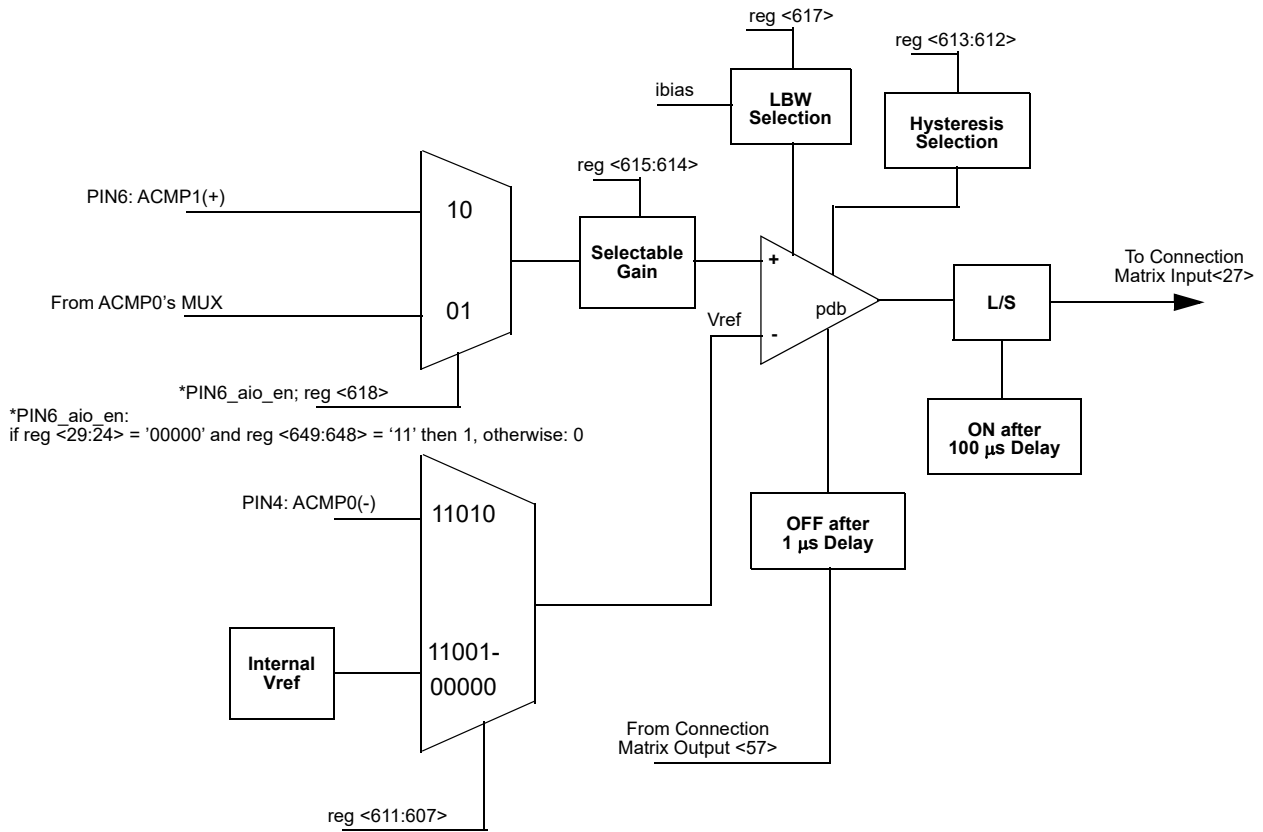 reg <617>
reg <613:612>
ibias
LBW
Selection
Hysteresis
Selection
reg <615:614>
PIN6: ACMP1(+)
10
Selectable
Gain
+
To Connection
Matrix Input<27>
From ACMP0's MUX
01
Vref
pdb
-
L/S
*PIN6_aio_en; reg <618>
*PIN6_aio_en:
if reg <29:24> = ’00000’ and reg <649:648> = ‘11’ then 1, otherwise: 0
ON after
100 µs Delay
PIN4: ACMP0(-)
11010
OFF after
1 µs Delay
Internal
Vref
11001-
00000
From Connection
Matrix Output <57>
reg <611:607>